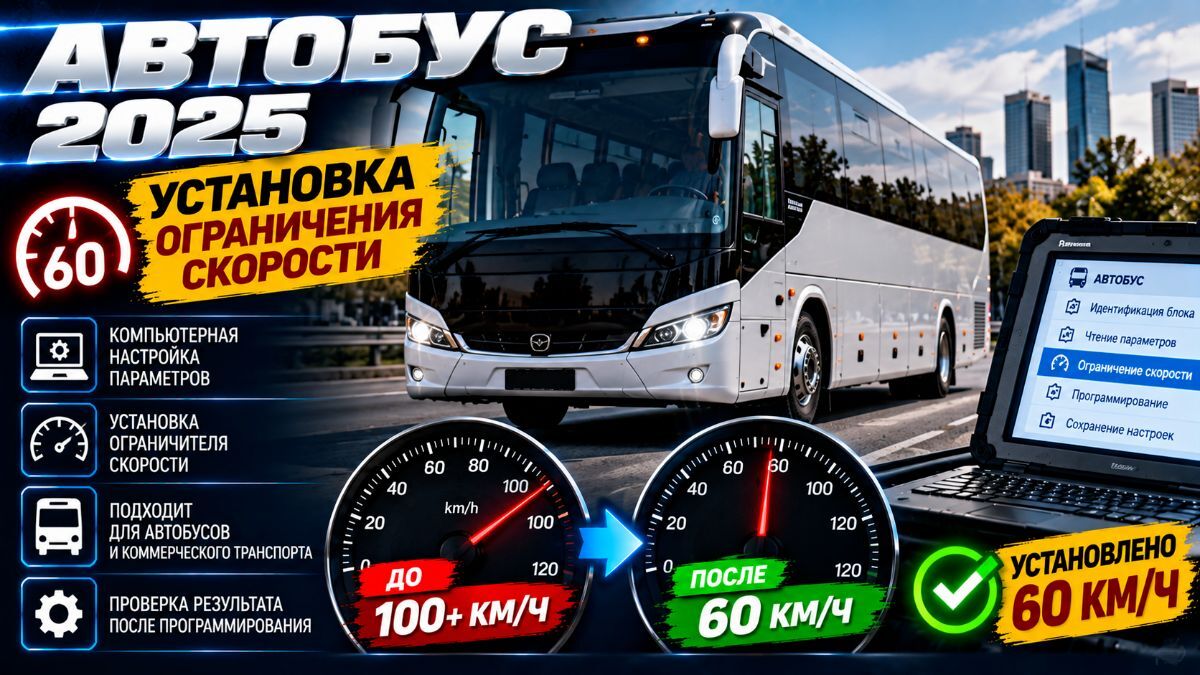 АВТОБУС
2025
УСТАНОВКА
ОГРАНИЧЕНИЯ
СКОРОСТИ
60
КОМПЬЮТЕРНАЯ
НАСТРОЙКА
ПАРАМЕТРОВ
УСТАНОВКА
ОГРАНИЧИТЕЛЯ
СКОРОСТИ
ПОДХОДИТ
ДЛЯ АВТОБУСОВ
И КОММЕРЧЕСКОГО ТРАНСПОРТА
ПРОВЕРКА РЕЗУЛЬТАТА
ПОСЛЕ ПРОГРАММИРОВАНИЯ
0 20 40 60 80 100 100 120
km/h
ДО
100+ КМ/Ч
0 20 40 60 80 100 120 120
ПОСЛЕ
60 КМ/Ч
АВТОБУС
Идентификация блока
Чтение параметров
Ограничение скорости
Программирование
Сохранение настроек
УСТАНОВЛЕНО
60 КМ/Ч